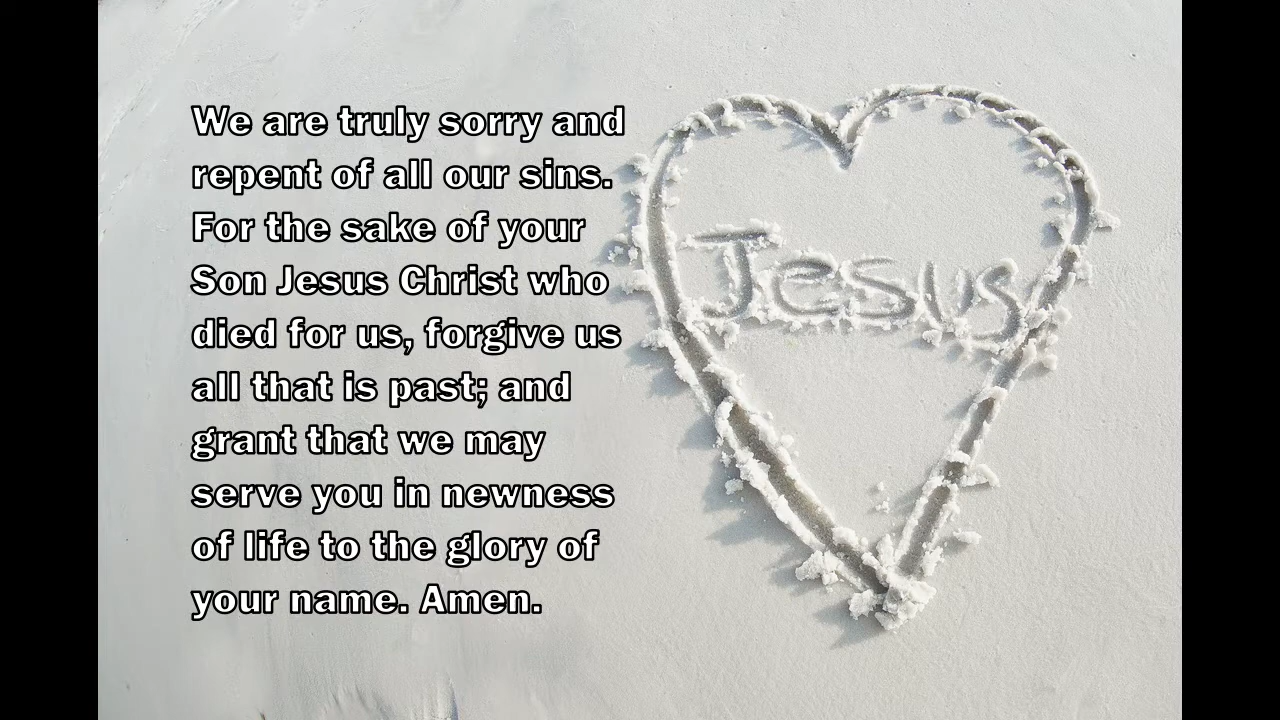 We are truly sorry and
repent of all our sins.
For the sake of your
Son Jesus Christ who
died for us, forgive us
all that is past; and
grant that we may
serve you in newness
of life to the glory of
your name. Amen.
Jesus